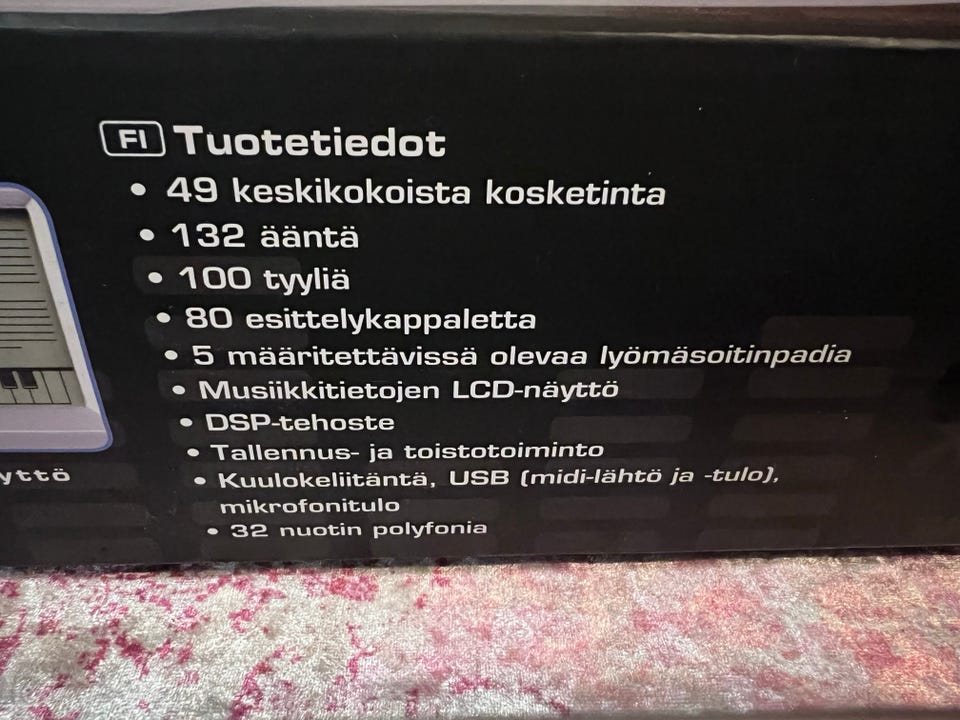 FI Tuotetiedot
• 49 keskikokoista kosketinta
• 132 ääntä
• 100 tyyliä
• 80 esittelykappaletta
• 5 määritettävissä olevaa lyömäsoitinpadia
• Musiikkitietojen LCD-näyttö
• DSP-tehoste
• Tallennus- ja toistotoiminto
• Kuulokeliitäntä, USB (midi-lähtö ja -tulo),
mikrofonitulo
• 32 nuotin polyfonia